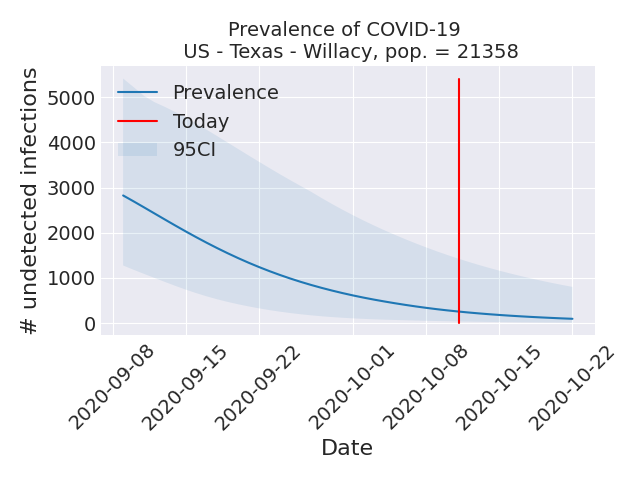 Prevalence of COVID-19
US - Texas - Willacy, pop. = 21358
# undetected infections
5000
4000
3000
2000
1000
0
Prevalence
Today
95CI
2020-09-08
2020-09-15
2020-09-22
2020-10-01
2020-10-08
2020-10-15
2020-10-22
Date